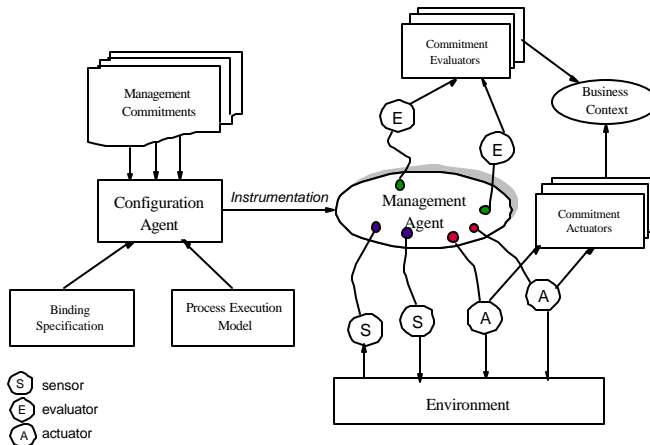 Commitment
Evaluators
Management
Commitments
Business
Context
E
E
Instrumentation
Configuration
Agent
Management
Agent
Commitment
Actuators
Binding
Specification
Process Execution
Model
S
S
A
A
S sensor
E evaluator
A actuator
Environment